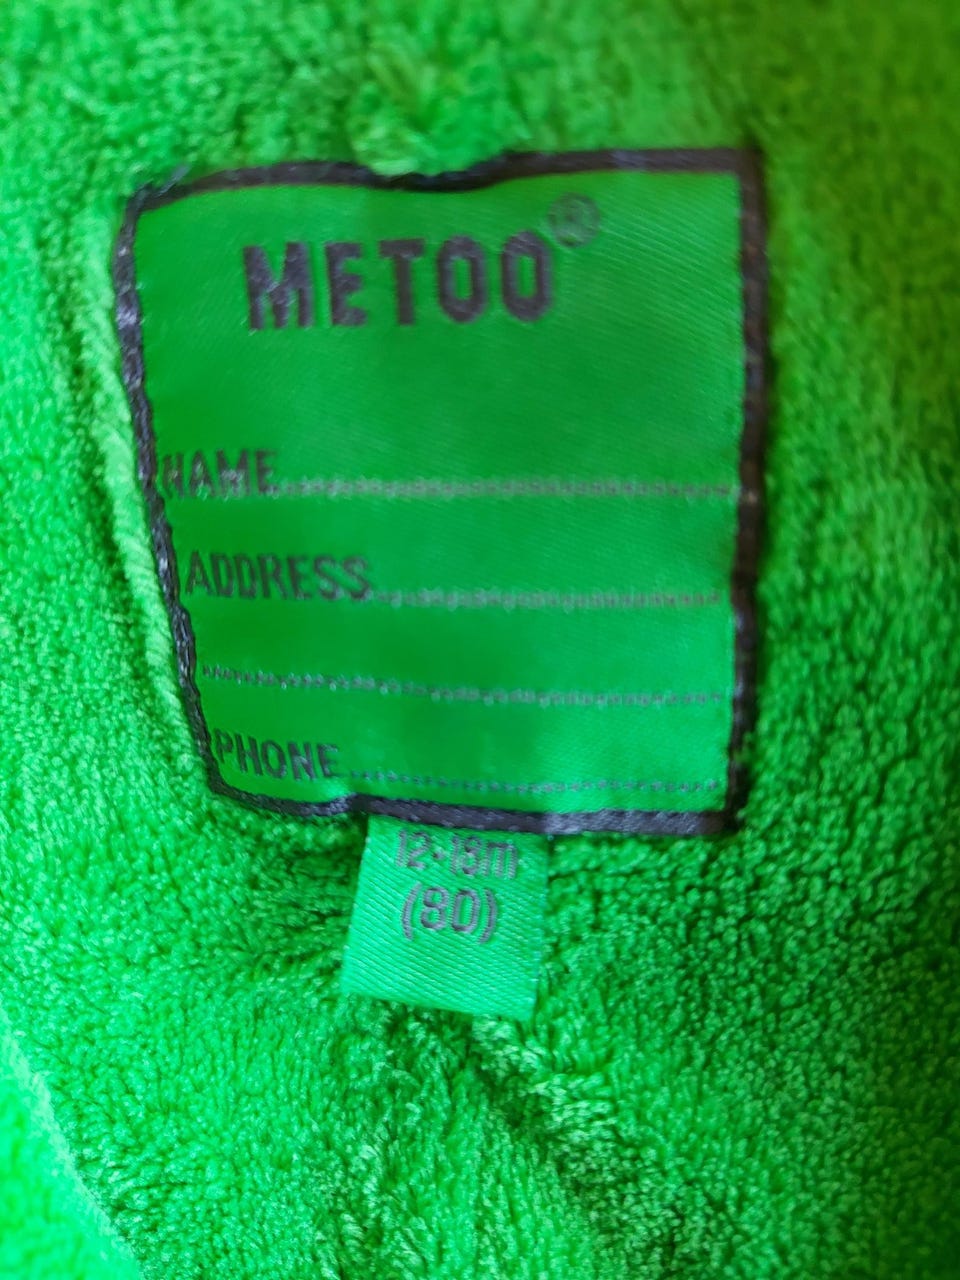 METOO®
NAME
ADDRESS
PHONE
12-18m
(80)